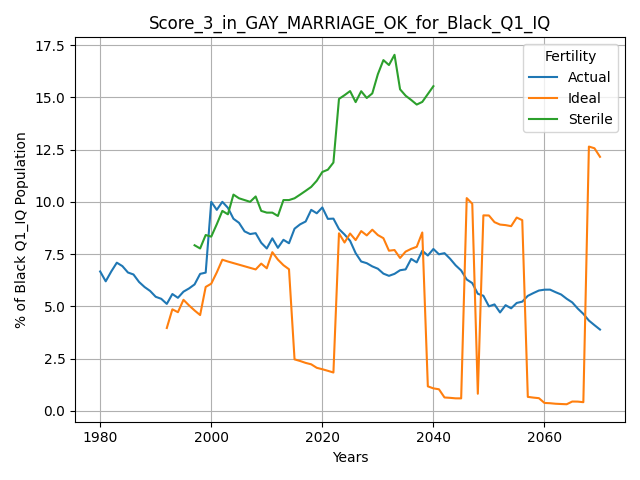 Score_3_in_GAY_MARRIAGE_OK_for_Black_Q1_IQ
17.5
15.0
12.5
10.0
7.5
5.0
2.5
0.0
% of Black Q1_IQ Population
Fertility
Actual
Ideal
Sterile
1980
2000
2020
2040
2060
Years